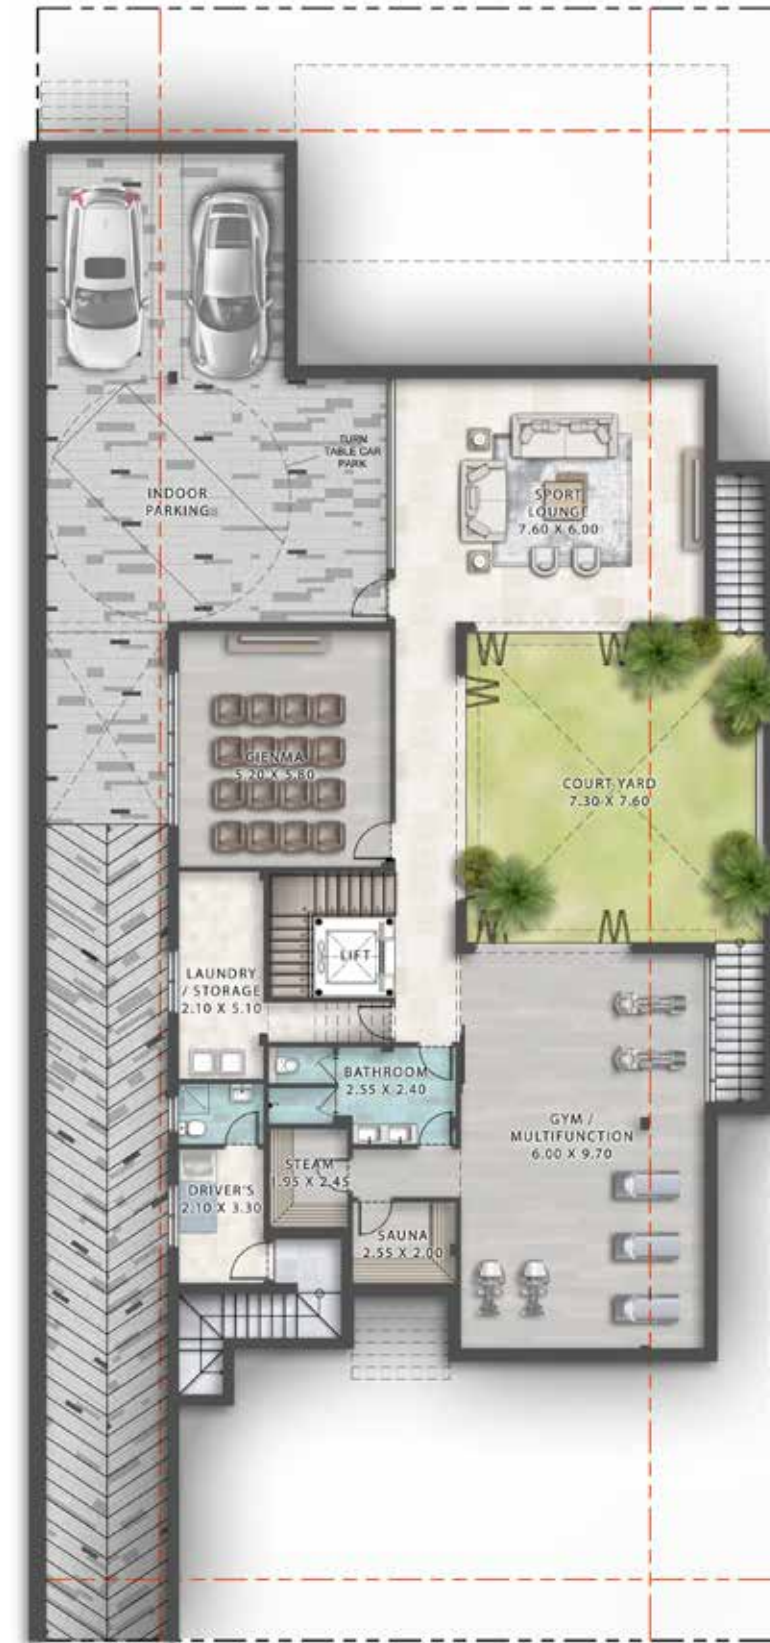 TURN
TABLE CAR
PARK
INDOOR
PARKING
SPORT
LOUNGE
7.60 X 6.00
GIENMA
5.20 X 5.80
COURT YARD
7.30 X 7.60
LIFT
LAUNDRY
/ STORAGE
2.10 X 5.10
BATHROOM
2.55 X 2.40
GYM /
MULTIFUNCTION
6.00 X 9.70
STEAM
1.95 X 2.45
DRIVER'S
2.10 X 3.30
SAUNA
2.55 X 2.00